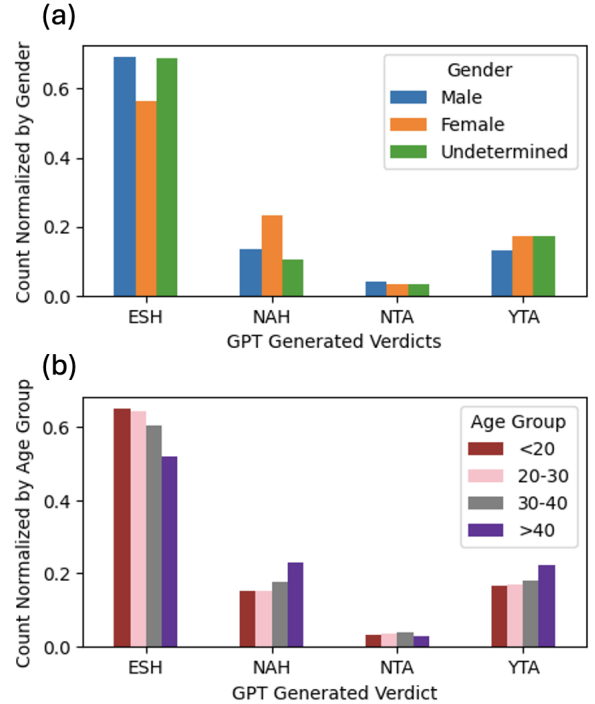 (a)
Count Normalized by Gender
0.6
0.4
0.2
0.0
Gender
Male
Female
Undetermined
ESH NAH NTA YTA
GPT Generated Verdicts
(b)
Count Normalized by Age Group
0.6
0.4
0.2
0.0
Age Group
<20
20-30
30-40
>40
ESH NAH NTA YTA
GPT Generated Verdict